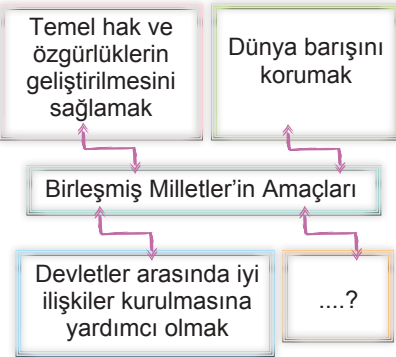 Temel hak ve
özgürlüklerin
geliştirilmesini
sağlamak
Dünya barışını
korumak
Birleşmiş Milletler’in Amaçları
Devletler arasında iyi
ilişkiler kurulmasına
yardımcı olmak
....?